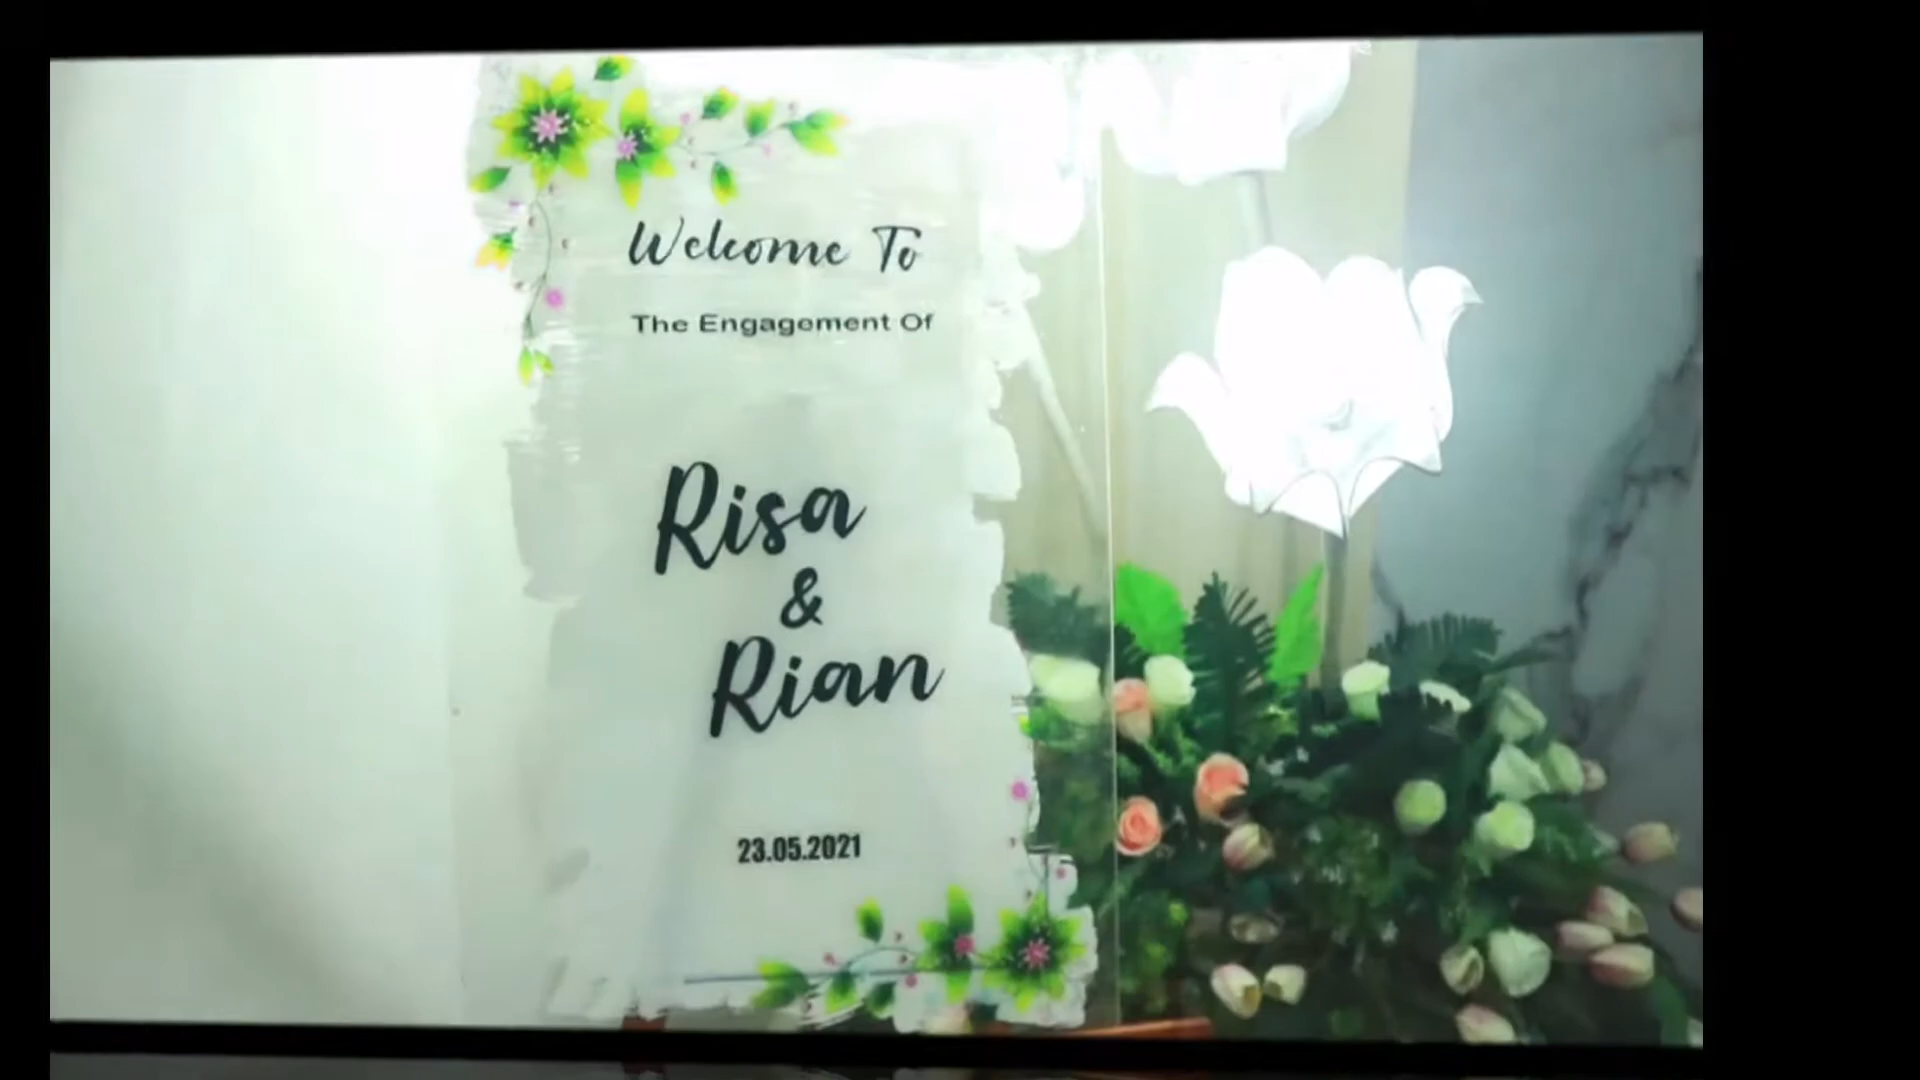 Welcome To
The Engagement Of
Risa
&
Rian
23.05.2021